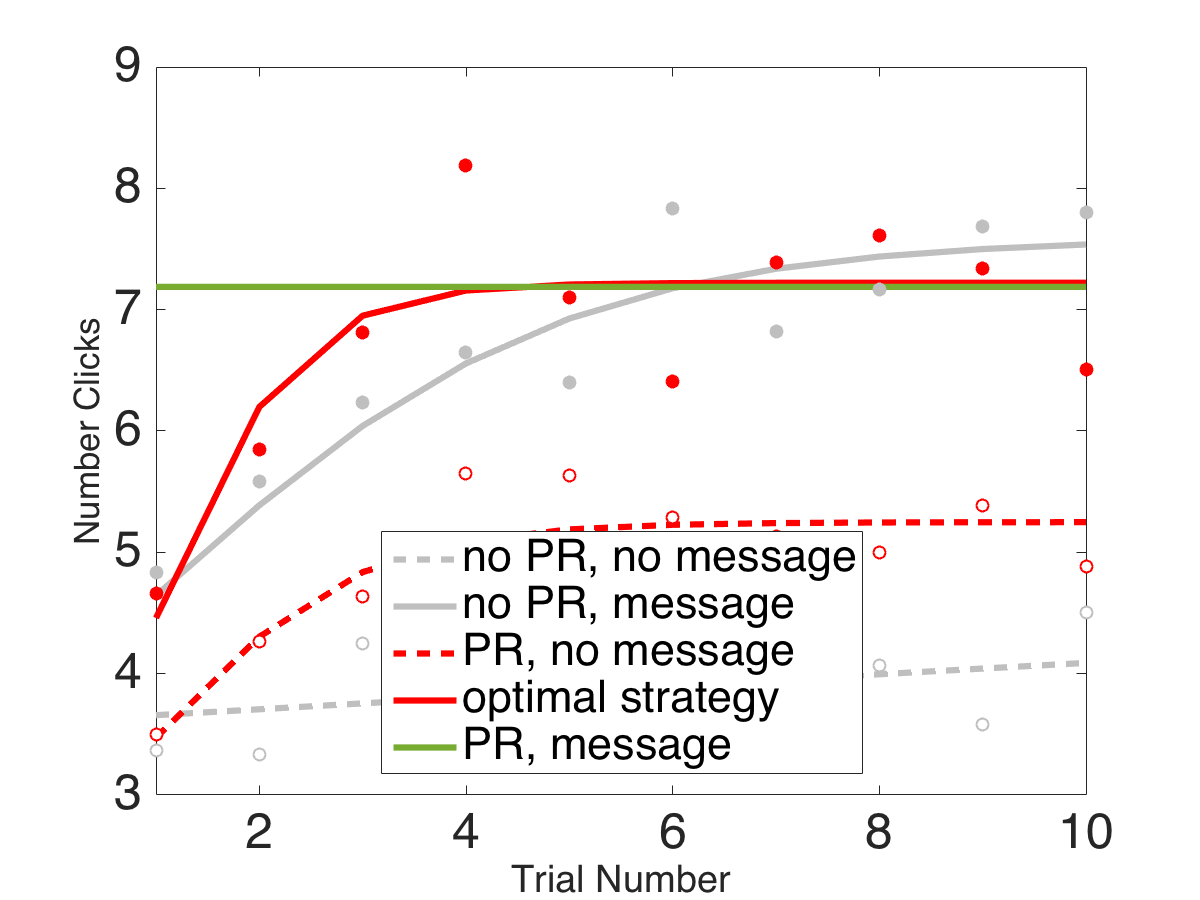 9
8
7
6
5
4
3
Number Clicks
no PR, no message
no PR, message
PR, no message
optimal strategy
PR, message
2
4
6
8
10
Trial Number